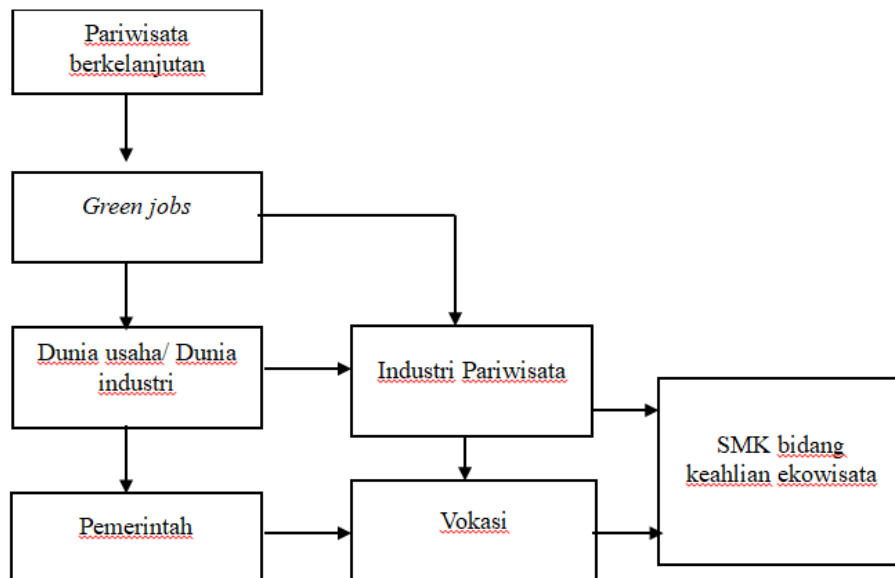 Pariwisata
berkelanjutan
Green jobs
Dunia usaha/ Dunia
industri
Industri Pariwisata
SMK bidang
keahlian ekowisata
Pemerintah
Vokasi